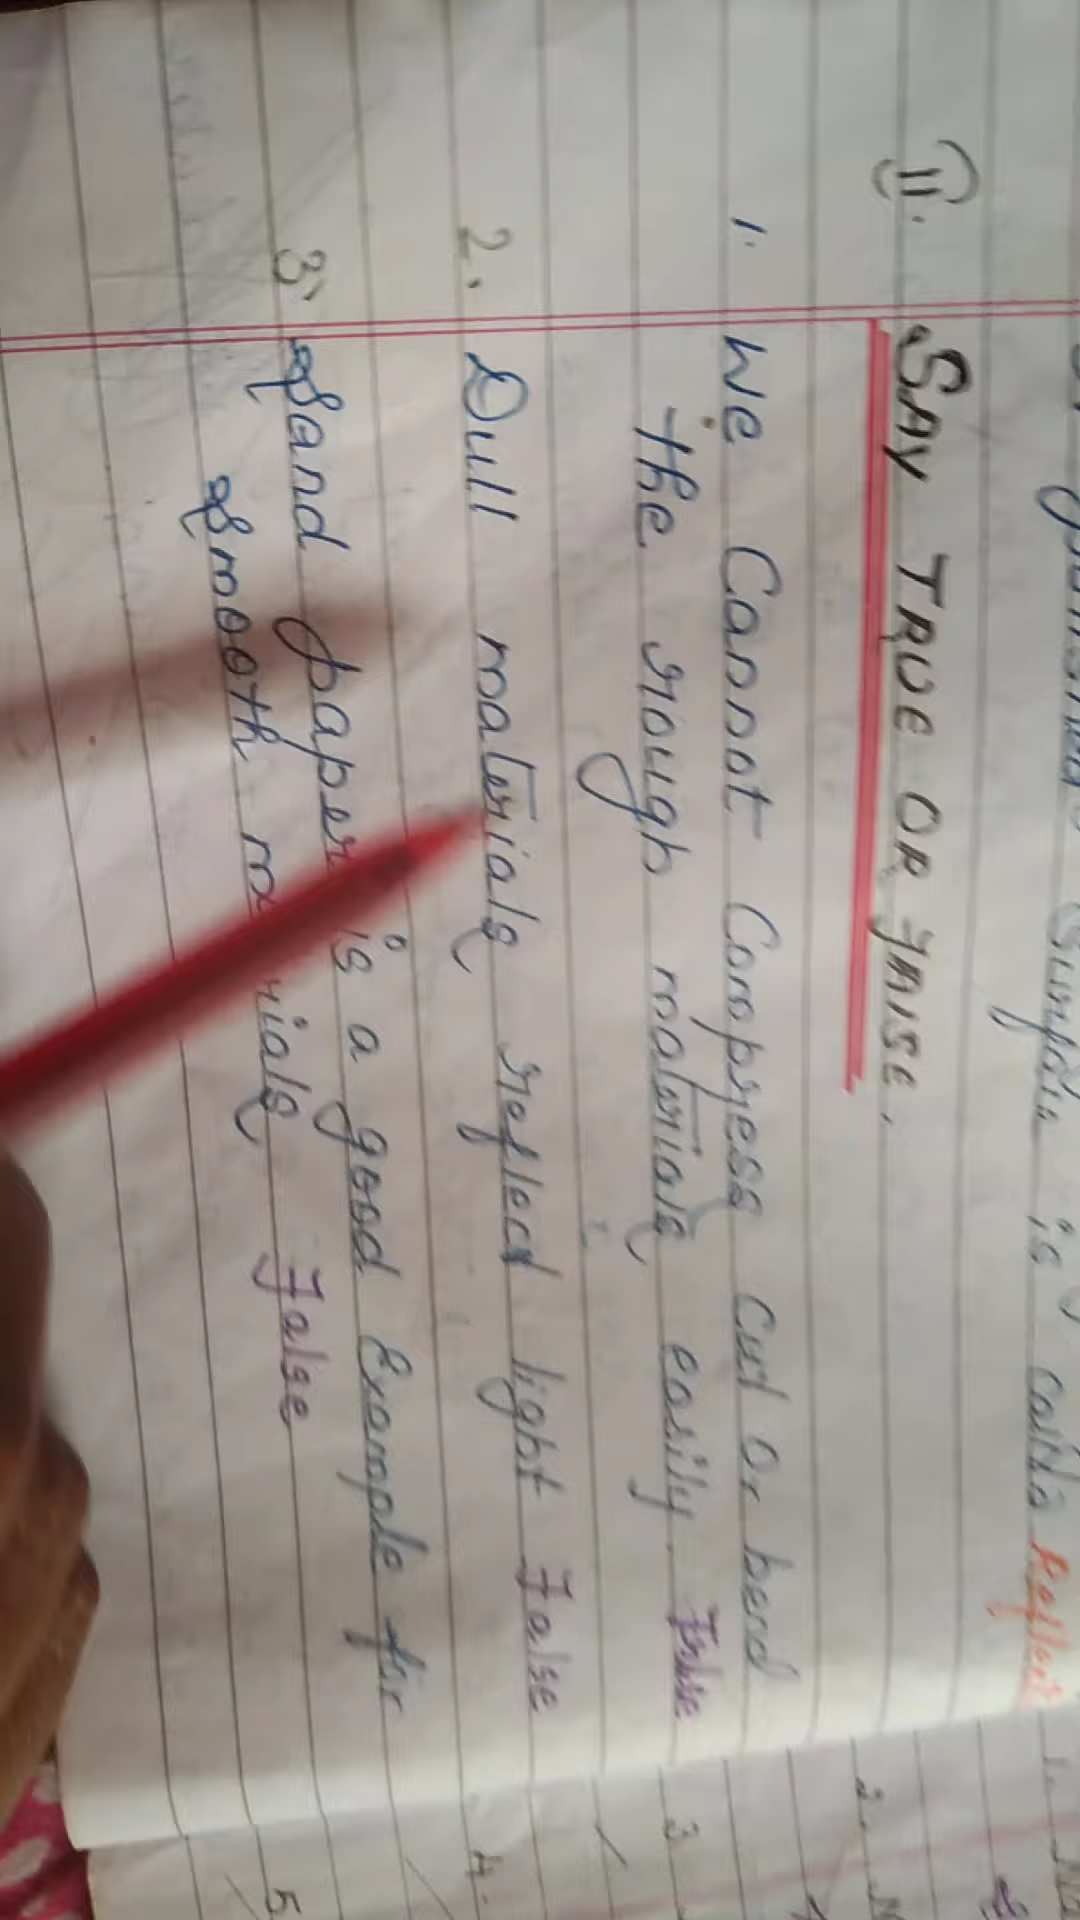 II. SAY TRUE OR FALSE.
1. We Cannot Compress Cut Or bend
the rough materials easily. False
2. Dull materials reflect light False
3. Sand paper is a good Example for
Smooth materials False